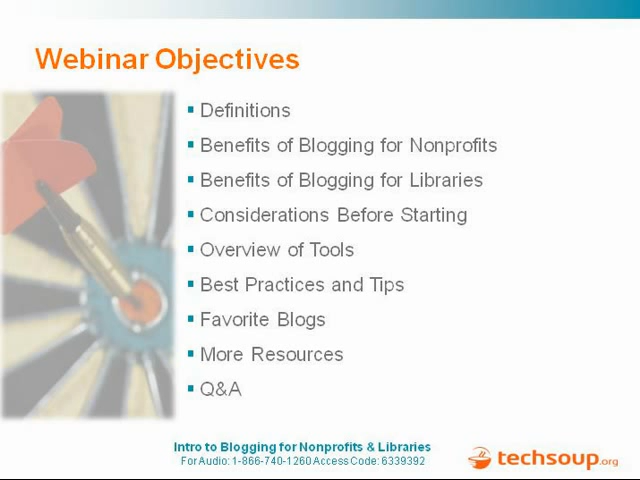 Webinar Objectives
Definitions
Benefits of Blogging for Nonprofits
Benefits of Blogging for Libraries
Considerations Before Starting
Overview of Tools
Best Practices and Tips
Favorite Blogs
More Resources
Q&A
Intro to Blogging for Nonprofits & Libraries
For Audio: 1-866-740-1260 Access Code: 6339392
techsoup.org